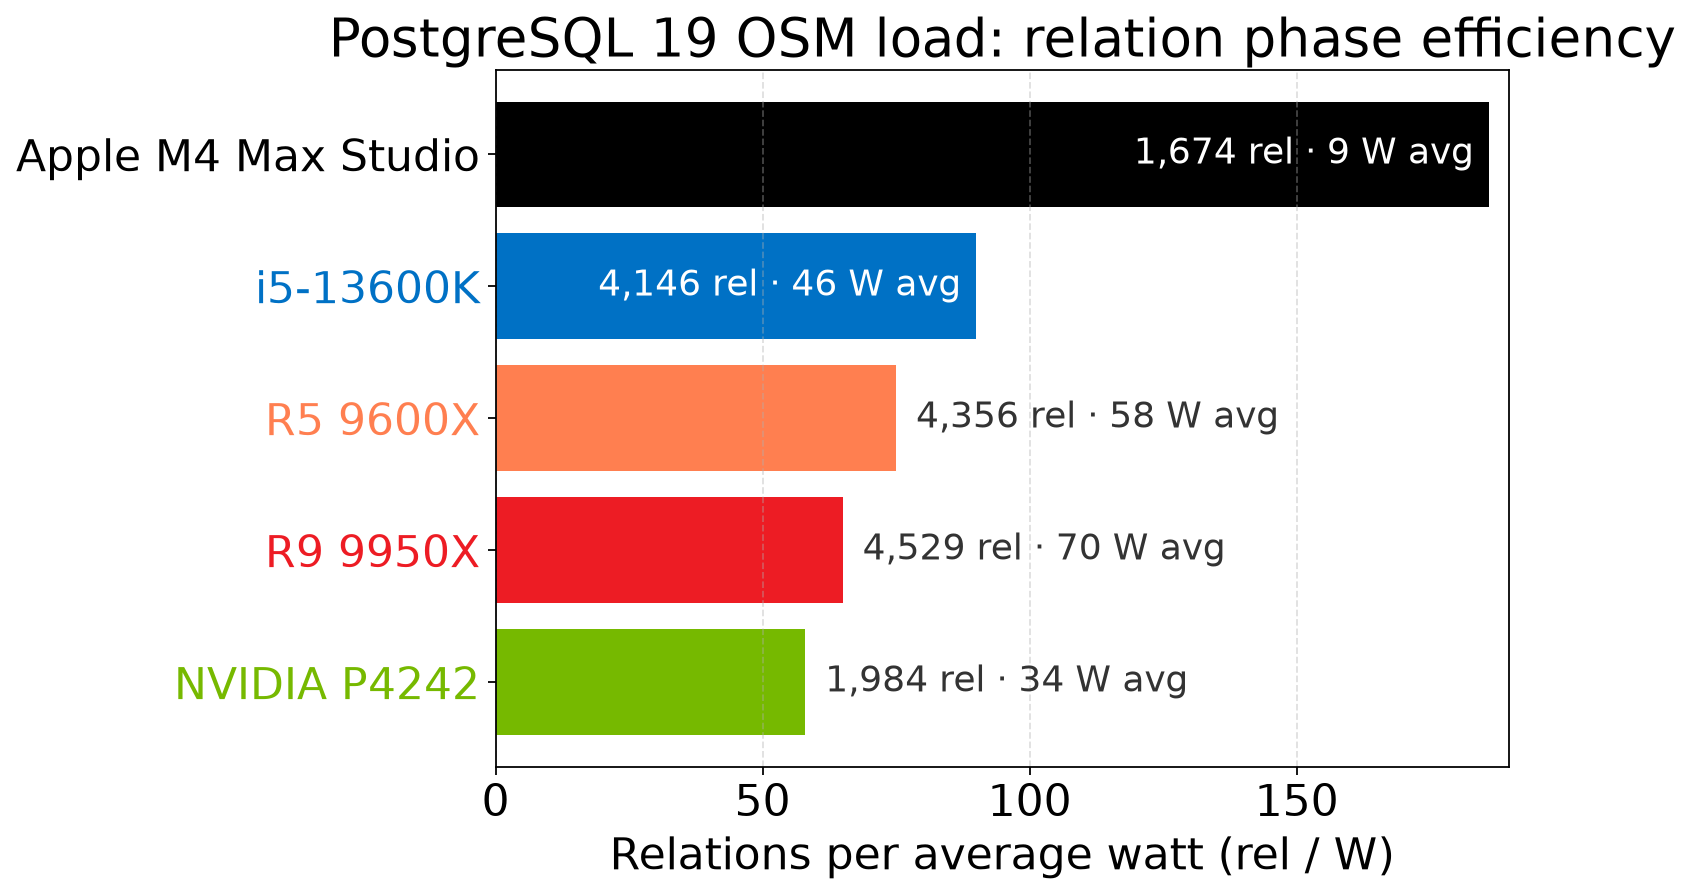 PostgreSQL 19 OSM load: relation phase efficiency
Apple M4 Max Studio
1,674 rel · 9 W avg
i5-13600K
4,146 rel · 46 W avg
R5 9600X
4,356 rel · 58 W avg
R9 9950X
4,529 rel · 70 W avg
NVIDIA P4242
1,984 rel · 34 W avg
0 50 100 150
Relations per average watt (rel / W)